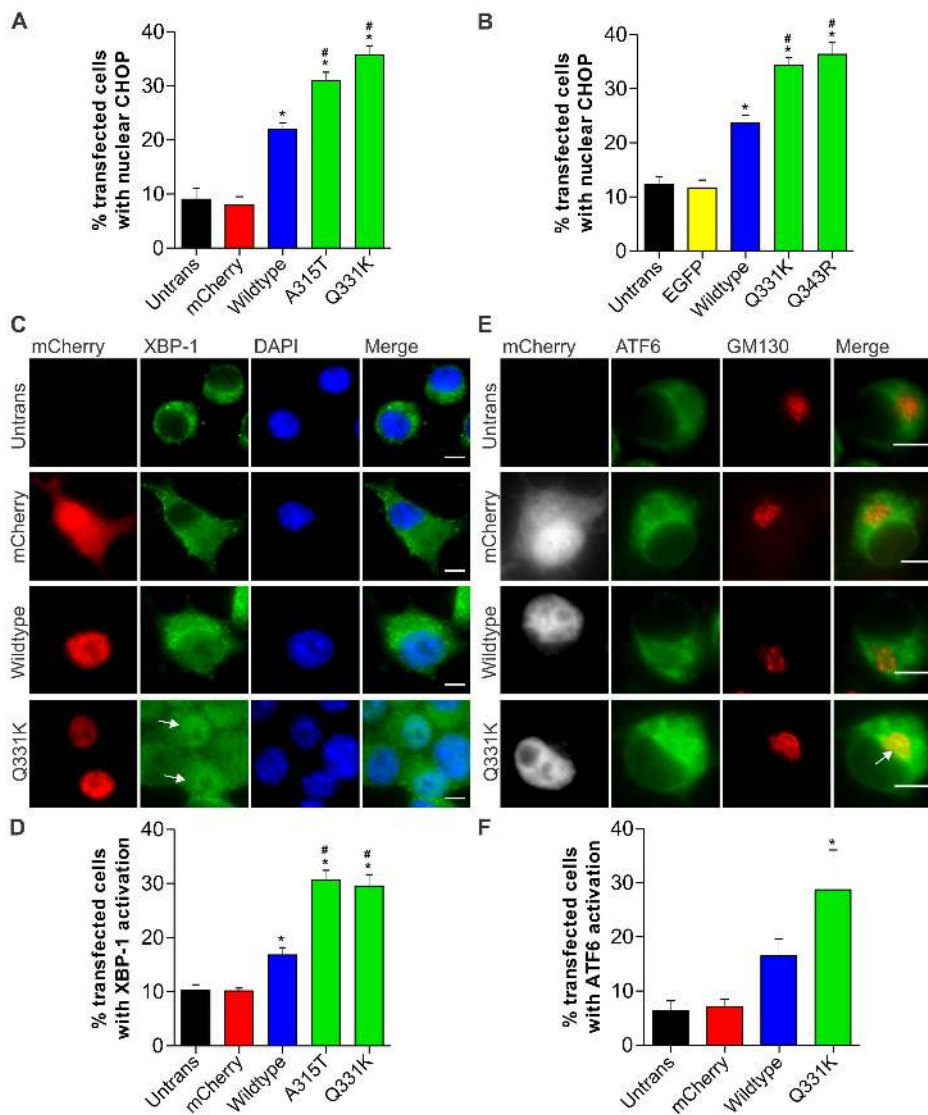 A
% transfected cells
with nuclear CHOP
40
30
20
10
0
#
*
#
*
*
Untrans
mCherry
Wildtype
A315T
Q331K
B
% transfected cells
with nuclear CHOP
40
30
20
10
0
#
*
#
*
*
Untrans
EGFP
Wildtype
Q331K
Q343R
C
mCherry XBP-1 DAPI Merge
Untrans
mCherry
Wildtype
Q331K
E
mCherry ATF6 GM130 Merge
Untrans
mCherry
Wildtype
Q331K
D
% transfected cells
with XBP-1 activation
40
30
20
10
0
# #
* *
*
Untrans
mCherry
Wildtype
A315T
Q331K
F
% transfected cells
with ATF6 activation
40
30
20
10
0
*
Untrans
mCherry
Wildtype
Q331K